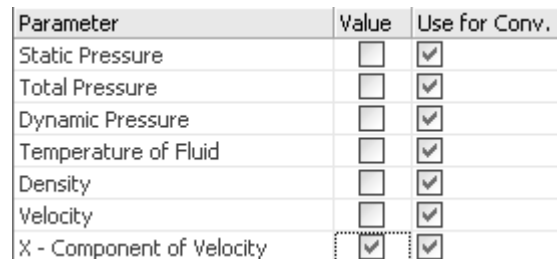 Parameter Value Use for Conv.
Static Pressure
Total Pressure
Dynamic Pressure
Temperature of Fluid
Density
Velocity
X - Component of Velocity